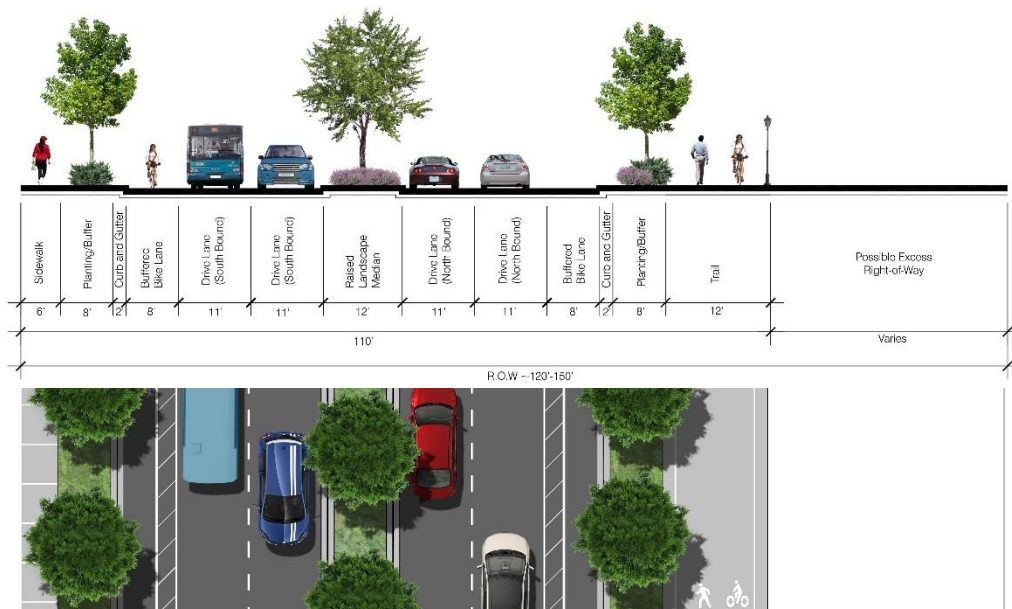 Sidewalk
Planting/Buffer
Curb and Gutter
Buffered
Bike Lane
Drive Lane
(South Bound)
Drive Lane
(South Bound)
Raised
Landscape
Median
Drive Lane
(North Bound)
Drive Lane
(North Bound)
Buffered
Bike Lane
Curb and Gutter
Planting/Buffer
Trail
Possible Excess
Right-of-Way
6'
8'
2'
8'
11'
11'
12'
11'
11'
8'
2'
8'
12'
110'
Varies
R.O.W ~120'-150'